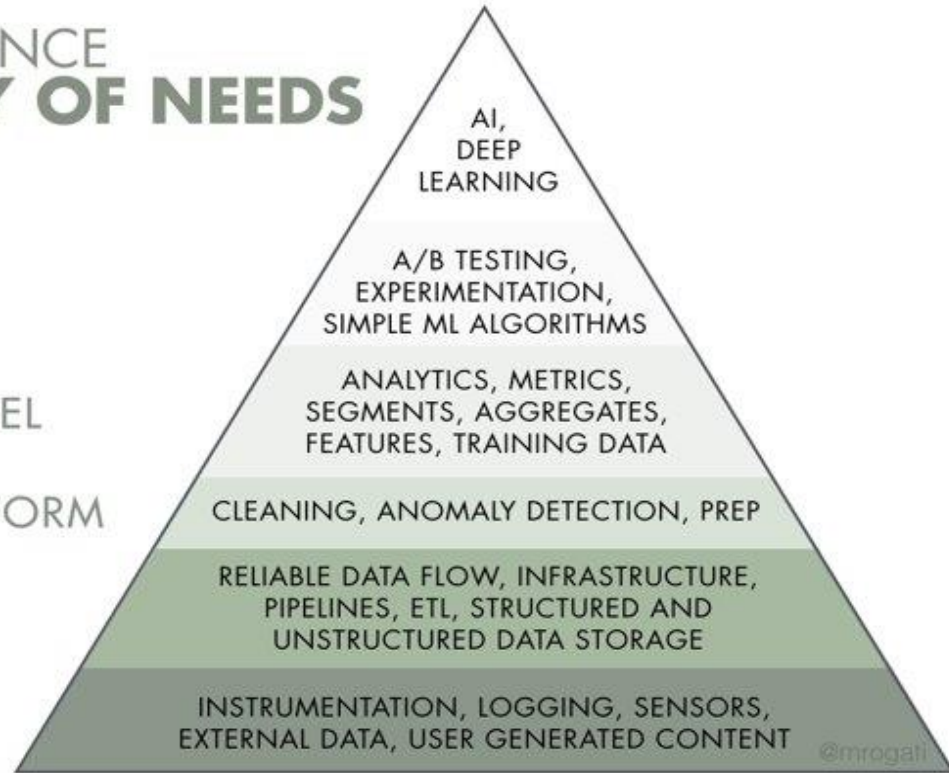 NCE
Y OF NEEDS
AI,
DEEP
LEARNING
A/B TESTING,
EXPERIMENTATION,
SIMPLE ML ALGORITHMS
ANALYTICS, METRICS,
SEGMENTS, AGGREGATES,
FEATURES, TRAINING DATA
EL
ORM
CLEANING, ANOMALY DETECTION, PREP
RELIABLE DATA FLOW, INFRASTRUCTURE,
PIPELINES, ETL, STRUCTURED AND
UNSTRUCTURED DATA STORAGE
INSTRUMENTATION, LOGGING, SENSORS,
EXTERNAL DATA, USER GENERATED CONTENT
@mrogati